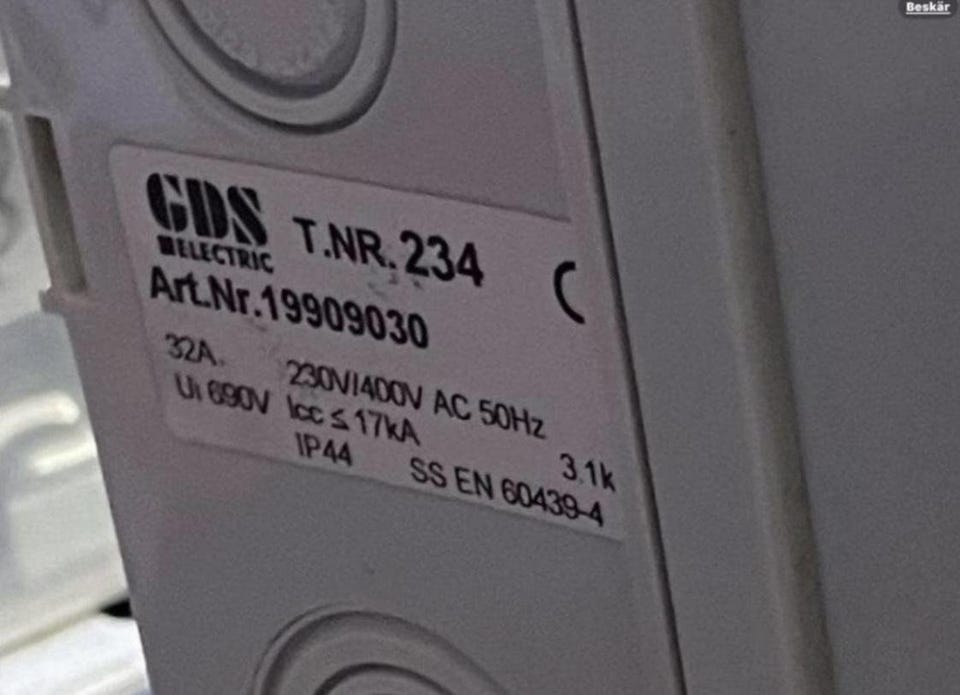 Beskär
GDS
ELECTRIC
T.NR. 234
Art.Nr.19909030
32A. 230V/400V AC 50Hz
Ui 690V Icc ≤ 17kA 3.1k
IP44 SS EN 60439-4